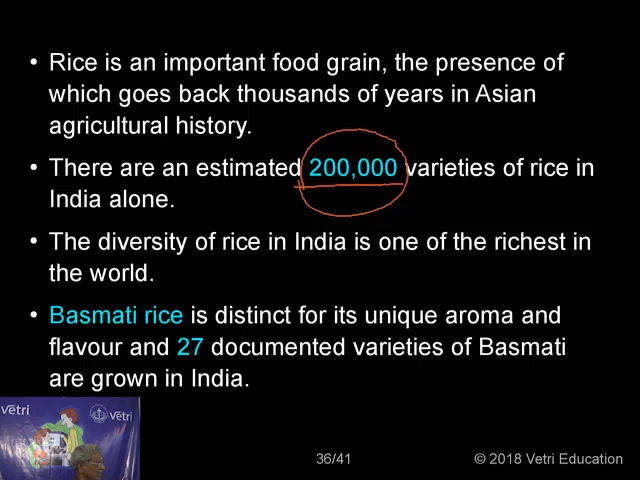 • Rice is an important food grain, the presence of
which goes back thousands of years in Asian
agricultural history.
• There are an estimated 200,000 varieties of rice in
India alone.
• The diversity of rice in India is one of the richest in
the world.
• Basmati rice is distinct for its unique aroma and
flavour and 27 documented varieties of Basmati
are grown in India.
Vetri
Vetri
36/41
© 2018 Vetri Education